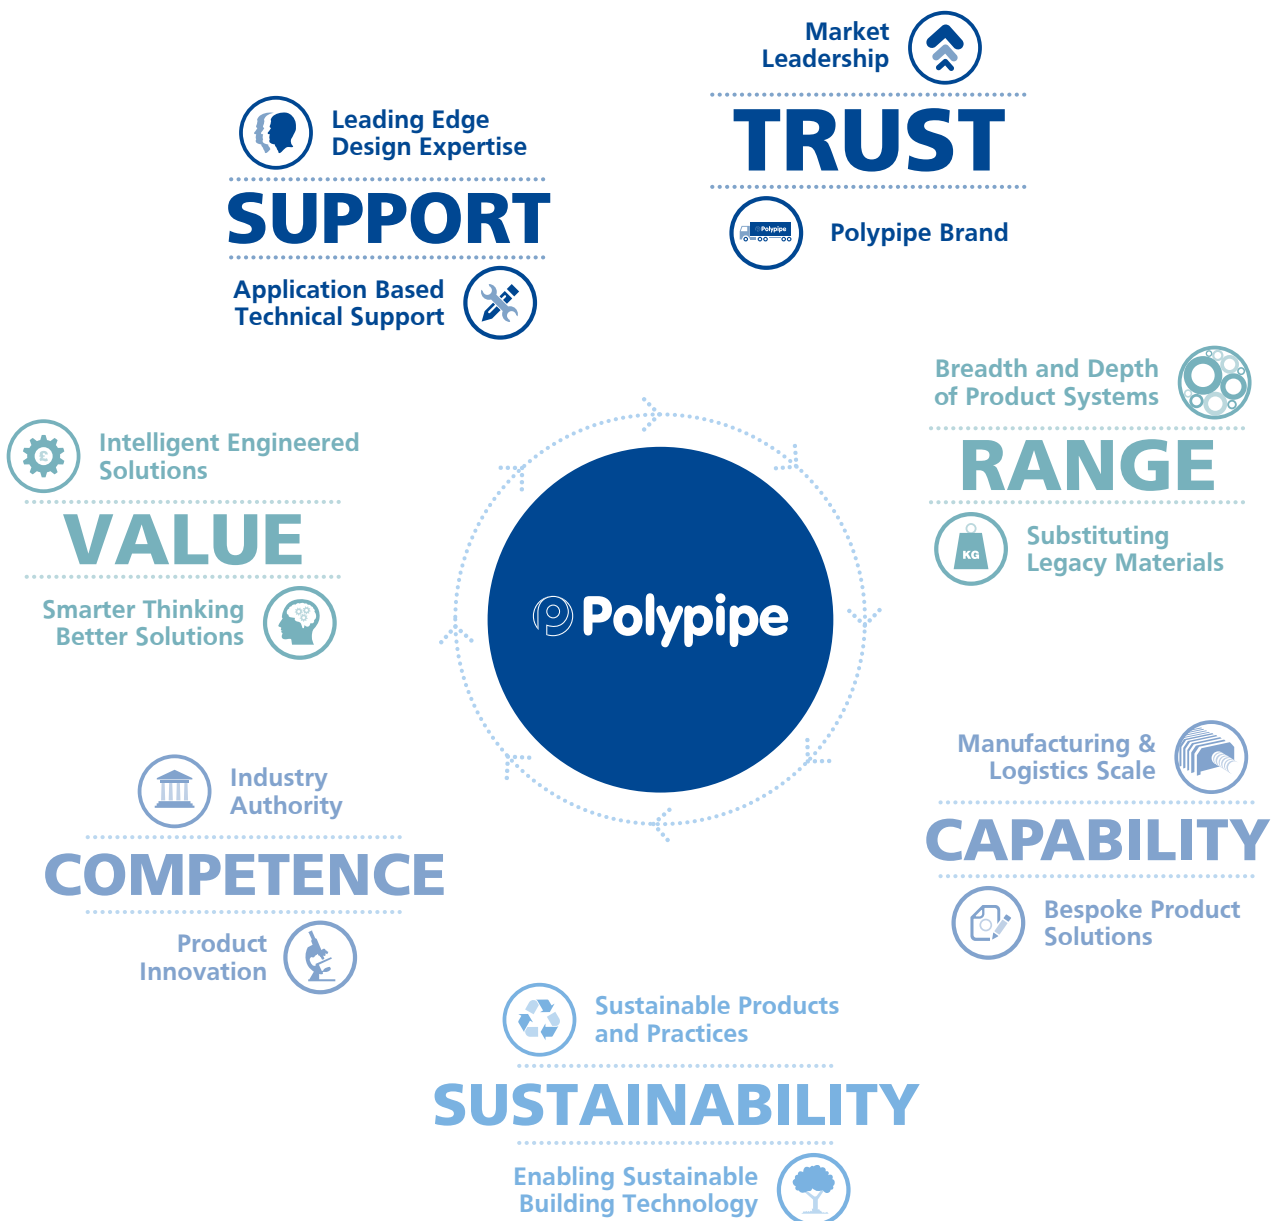 Market
Leadership
TRUST
Polypipe
Polypipe Brand
Leading Edge
Design Expertise
SUPPORT
Application Based
Technical Support
Breadth and Depth
of Product Systems
RANGE
KG
Substituting
Legacy Materials
Intelligent Engineered
Solutions
£
VALUE
Smarter Thinking
Better Solutions
Polypipe
Manufacturing &
Logistics Scale
CAPABILITY
Bespoke Product
Solutions
Industry
Authority
COMPETENCE
Product
Innovation
Sustainable Products
and Practices
SUSTAINABILITY
Enabling Sustainable
Building Technology